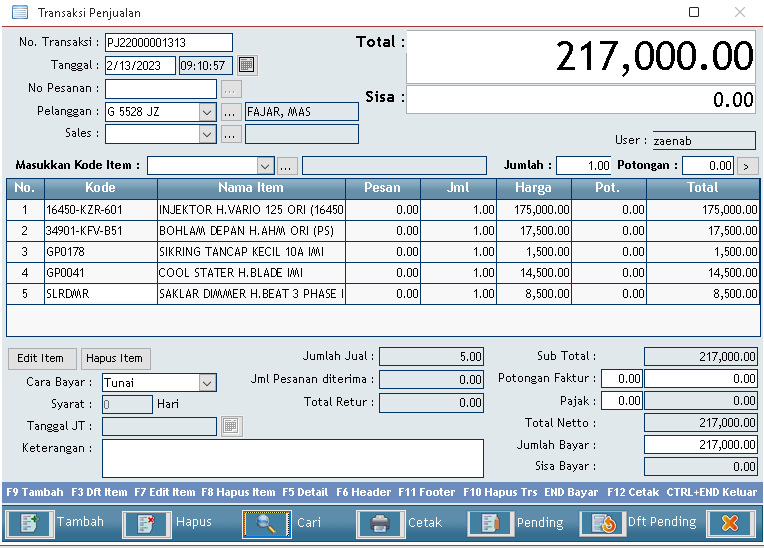 Transaksi Penjualan
No. Transaksi : PJ22000001313
Total : 217,000.00
Tanggal : 2/13/2023 09:10:57
No Pesanan : ...
Sisa : 0.00
Pelanggan : G 5528 JZ ... FAJAR, MAS
Sales : ...
User : zaenab
Masukkan Kode Item : ... Jumlah : 1.00 Potongan : 0.00 >
No. Kode Nama Item Pesan Jml Harga Pot. Total
1 16450-KZR-601 INJEKTOR H.VARIO 125 ORI (16450 0.00 1.00 175,000.00 0.00 175,000.00
2 34901-KFV-B51 BOHLAM DEPAN H.AHM ORI (PS) 0.00 1.00 17,500.00 0.00 17,500.00
3 GP0178 SIKRING TANCAP KECIL 10A IMI 0.00 1.00 1,500.00 0.00 1,500.00
4 GP0041 COOL STATER H.BLADE IMI 0.00 1.00 14,500.00 0.00 14,500.00
5 SLRDMR SAKLAR DIMMER H.BEAT 3 PHASE I 0.00 1.00 8,500.00 0.00 8,500.00
Edit Item Hapus Item Jumlah Jual : 5.00 Sub Total : 217,000.00
Cara Bayar : Tunai Jml Pesanan diterima : 0.00 Potongan Faktur : 0.00 0.00
Syarat : 0 Hari Total Retur : 0.00 Pajak : 0.00 0.00
Tanggal JT : Total Netto : 217,000.00
Keterangan : Jumlah Bayar : 217,000.00
Sisa Bayar : 0.00
F9 Tambah F3 Dft Item F7 Edit Item F8 Hapus Item F5 Detail F6 Header F11 Footer F10 Hapus Trs END Bayar F12 Cetak CTRL+END Keluar
Tambah Hapus Cari Cetak Pending Dft Pending